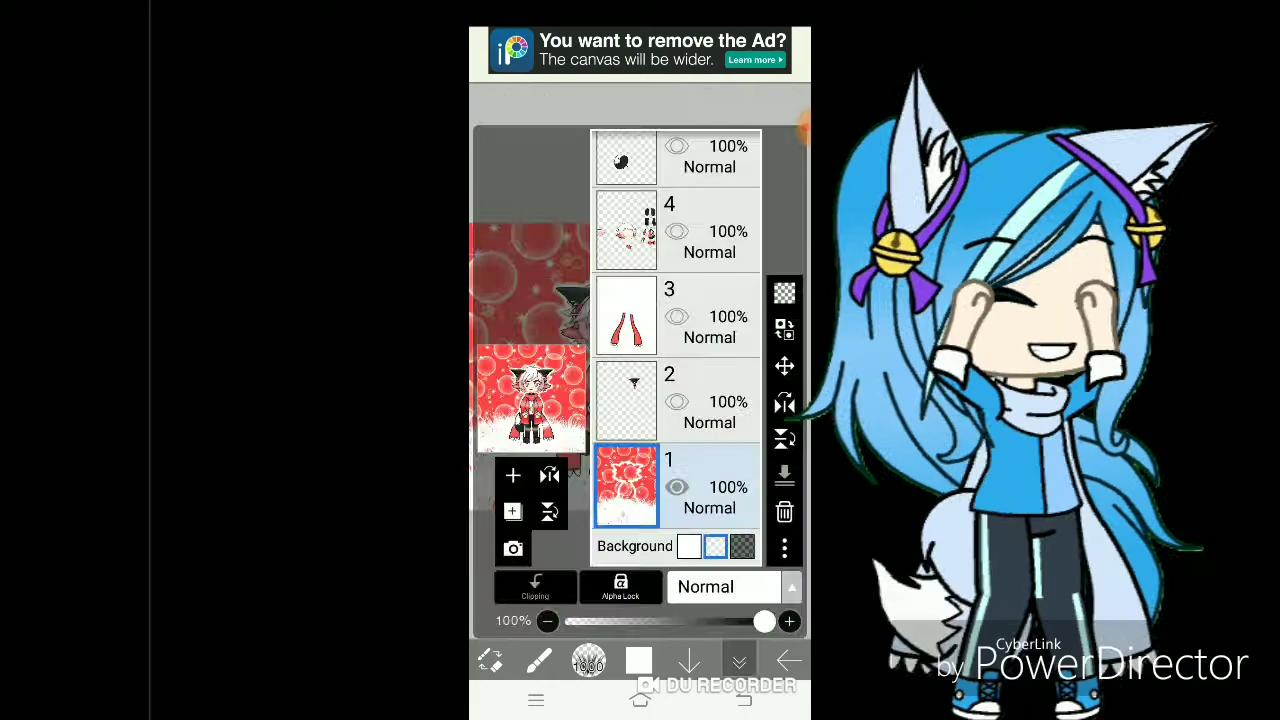 You want to remove the Ad?
The canvas will be wider.
Learn more
100%
Normal
4
100%
Normal
3
100%
Normal
2
100%
Normal
1
100%
Normal
Background
Clipping
Alpha Lock
Normal
100%
1000
DU RECORDER
CyberLink
by PowerDirector